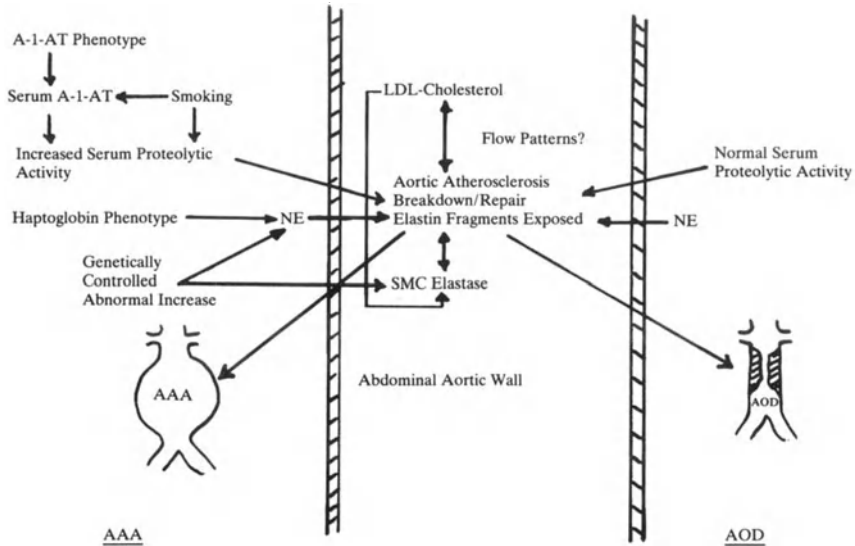 A-1-AT Phenotype
Serum A-1-AT
Smoking
Increased Serum Proteolytic
Activity
Haptoglobin Phenotype
NE
Genetically
Controlled
Abnormal Increase
AAA
AAA
LDL-Cholesterol
Flow Patterns?
Aortic Atherosclerosis
Breakdown/Repair
Elastin Fragments Exposed
SMC Elastase
Abdominal Aortic Wall
Normal Serum
Proteolytic Activity
NE
AOD
AOD